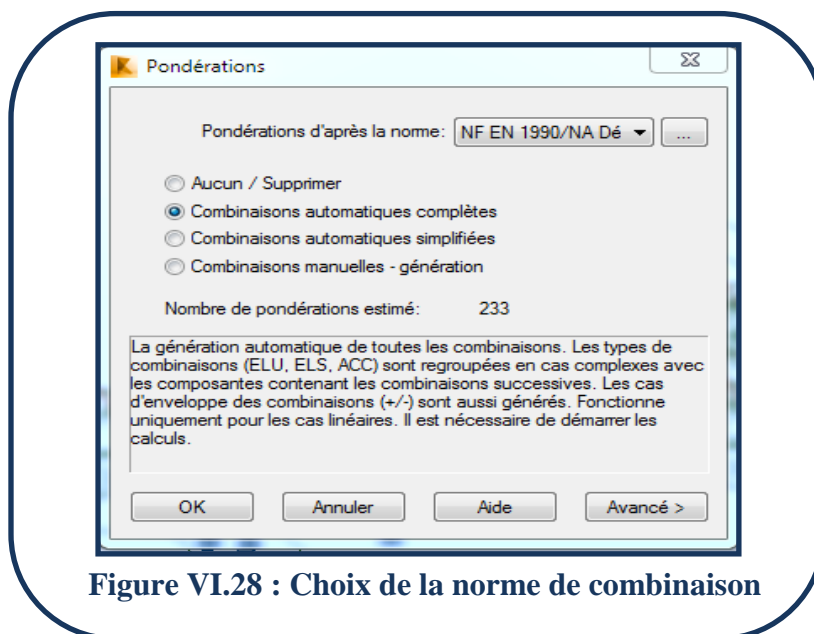 Pondérations
Pondérations d'après la norme: NF EN 1990/NA Dé ...
Aucun / Supprimer
Combinaisons automatiques complètes
Combinaisons automatiques simplifiées
Combinaisons manuelles - génération
Nombre de pondérations estimé: 233
La génération automatique de toutes les combinaisons. Les types de
combinaisons (ELU, ELS, ACC) sont regroupées en cas complexes avec
les composantes contenant les combinaisons successives. Les cas
d'enveloppe des combinaisons (+/-) sont aussi générés. Fonctionne
uniquement pour les cas linéaires. Il est nécessaire de démarrer les
calculs.
OK Annuler Aide Avancé >
Figure VI.28 : Choix de la norme de combinaison